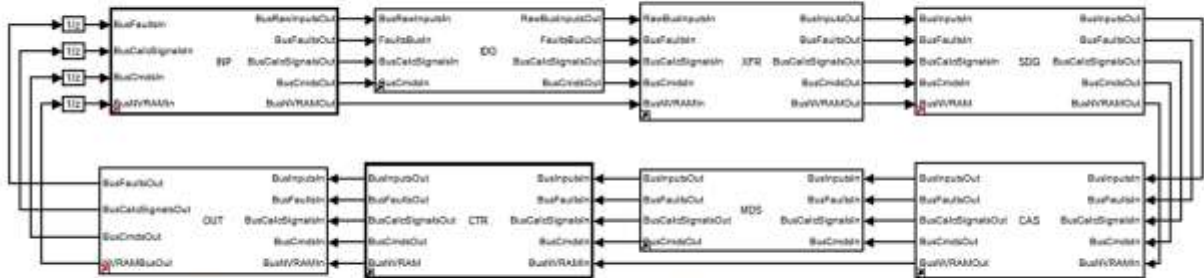 1/z
1/z
1/z
1/z
BusFaultsIn
BusCalcSignalsIn
BusCmdsIn
BusNVRAMIn
INP
BusRawInputsOut
BusFaultsOut
BusCalcSignalsOut
BusCmdsOut
BusNVRAMOut
BusRawInputsIn
FaultsBusIn
BusCalcSignalsIn
BusCmdsIn
RawBusInputsOut
FaultsBusOut
BusCalcSignalsOut
BusCmdsOut
RawBusInputsIn
BusFaultsIn
BusCalcSignalsIn
BusCmdsIn
BusNVRAMIn
XFR
BusInputsOut
BusFaultsOut
BusCalcSignalsOut
BusCmdsOut
BusNVRAMOut
BusInputsIn
BusFaultsIn
BusCalcSignalsIn
BusCmdsIn
BusNVRAM
SDG
BusInputsOut
BusFaultsOut
BusCalcSignalsOut
BusCmdsOut
BusNVRAMOut
BusFaultsOut
BusCalcSignalsOut
BusCmdsOut
NVRAMBusOut
OUT
BusInputsIn
BusFaultsIn
BusCalcSignalsIn
BusCmdsIn
BusNVRAMIn
BusInputsOut
BusFaultsOut
BusCalcSignalsOut
BusCmdsOut
BusNVRAM
CTR
BusInputsIn
BusFaultsIn
BusCalcSignalsIn
BusCmdsIn
BusNVRAMIn
BusInputsOut
BusFaultsOut
BusCalcSignalsOut
BusCmdsOut
MDS
BusInputsIn
BusFaultsIn
BusCalcSignalsIn
BusCmdsIn
BusInputsOut
BusFaultsOut
BusCalcSignalsOut
BusCmdsOut
BusNVRAMOut
CAS
BusInputsIn
BusFaultsIn
BusCalcSignalsIn
BusCmdsIn
BusNVRAMIn